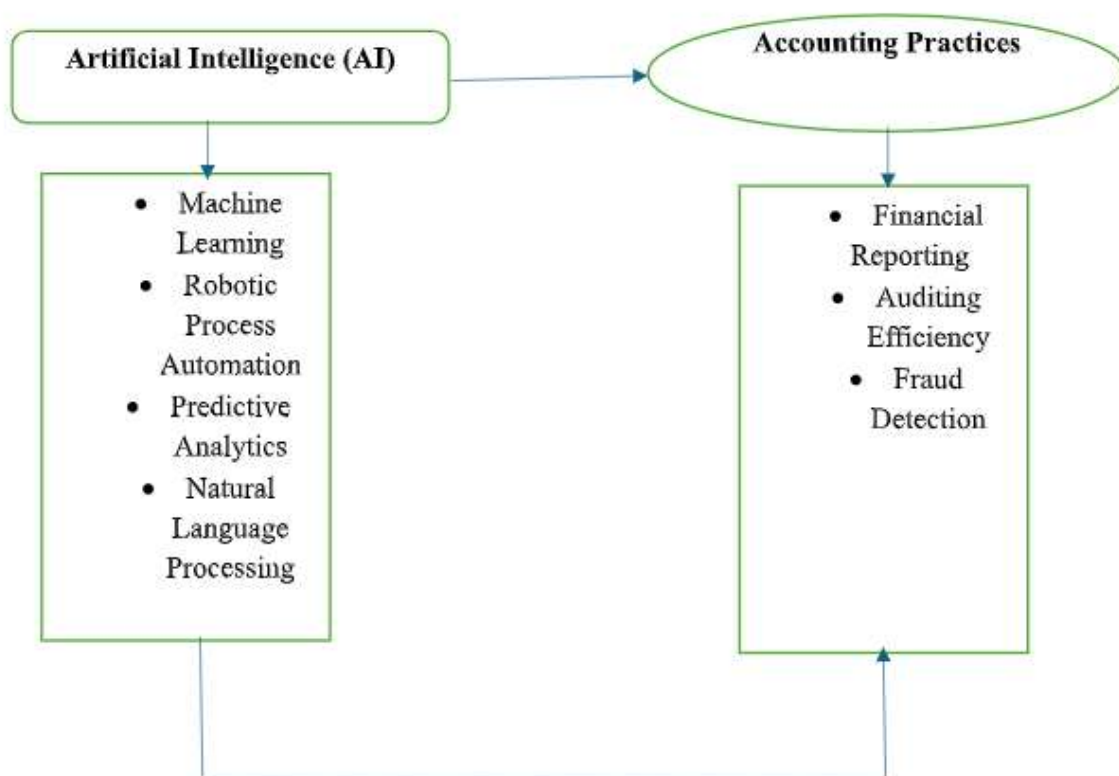 Artificial Intelligence (AI)
Accounting Practices
• Machine
Learning
• Robotic
Process
Automation
• Predictive
Analytics
• Natural
Language
Processing
• Financial
Reporting
• Auditing
Efficiency
• Fraud
Detection